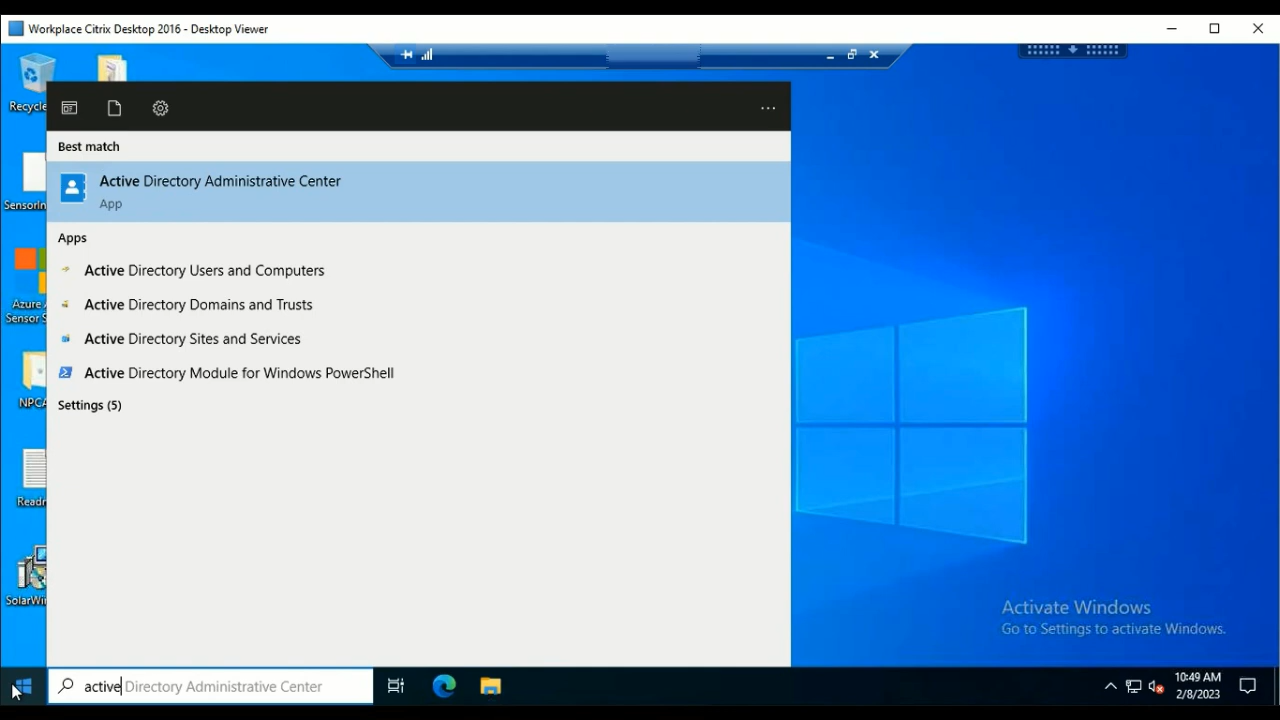 Workplace Citrix Desktop 2016 - Desktop Viewer
Recycle
Best match
Active Directory Administrative Center
App
Apps
Active Directory Users and Computers
Active Directory Domains and Trusts
Active Directory Sites and Services
Active Directory Module for Windows PowerShell
Settings (5)
SensorIn
Azure A
Sensor S
NPCA
Readr
SolarWin
Activate Windows
Go to Settings to activate Windows.
active Directory Administrative Center
10:49 AM
2/8/2023